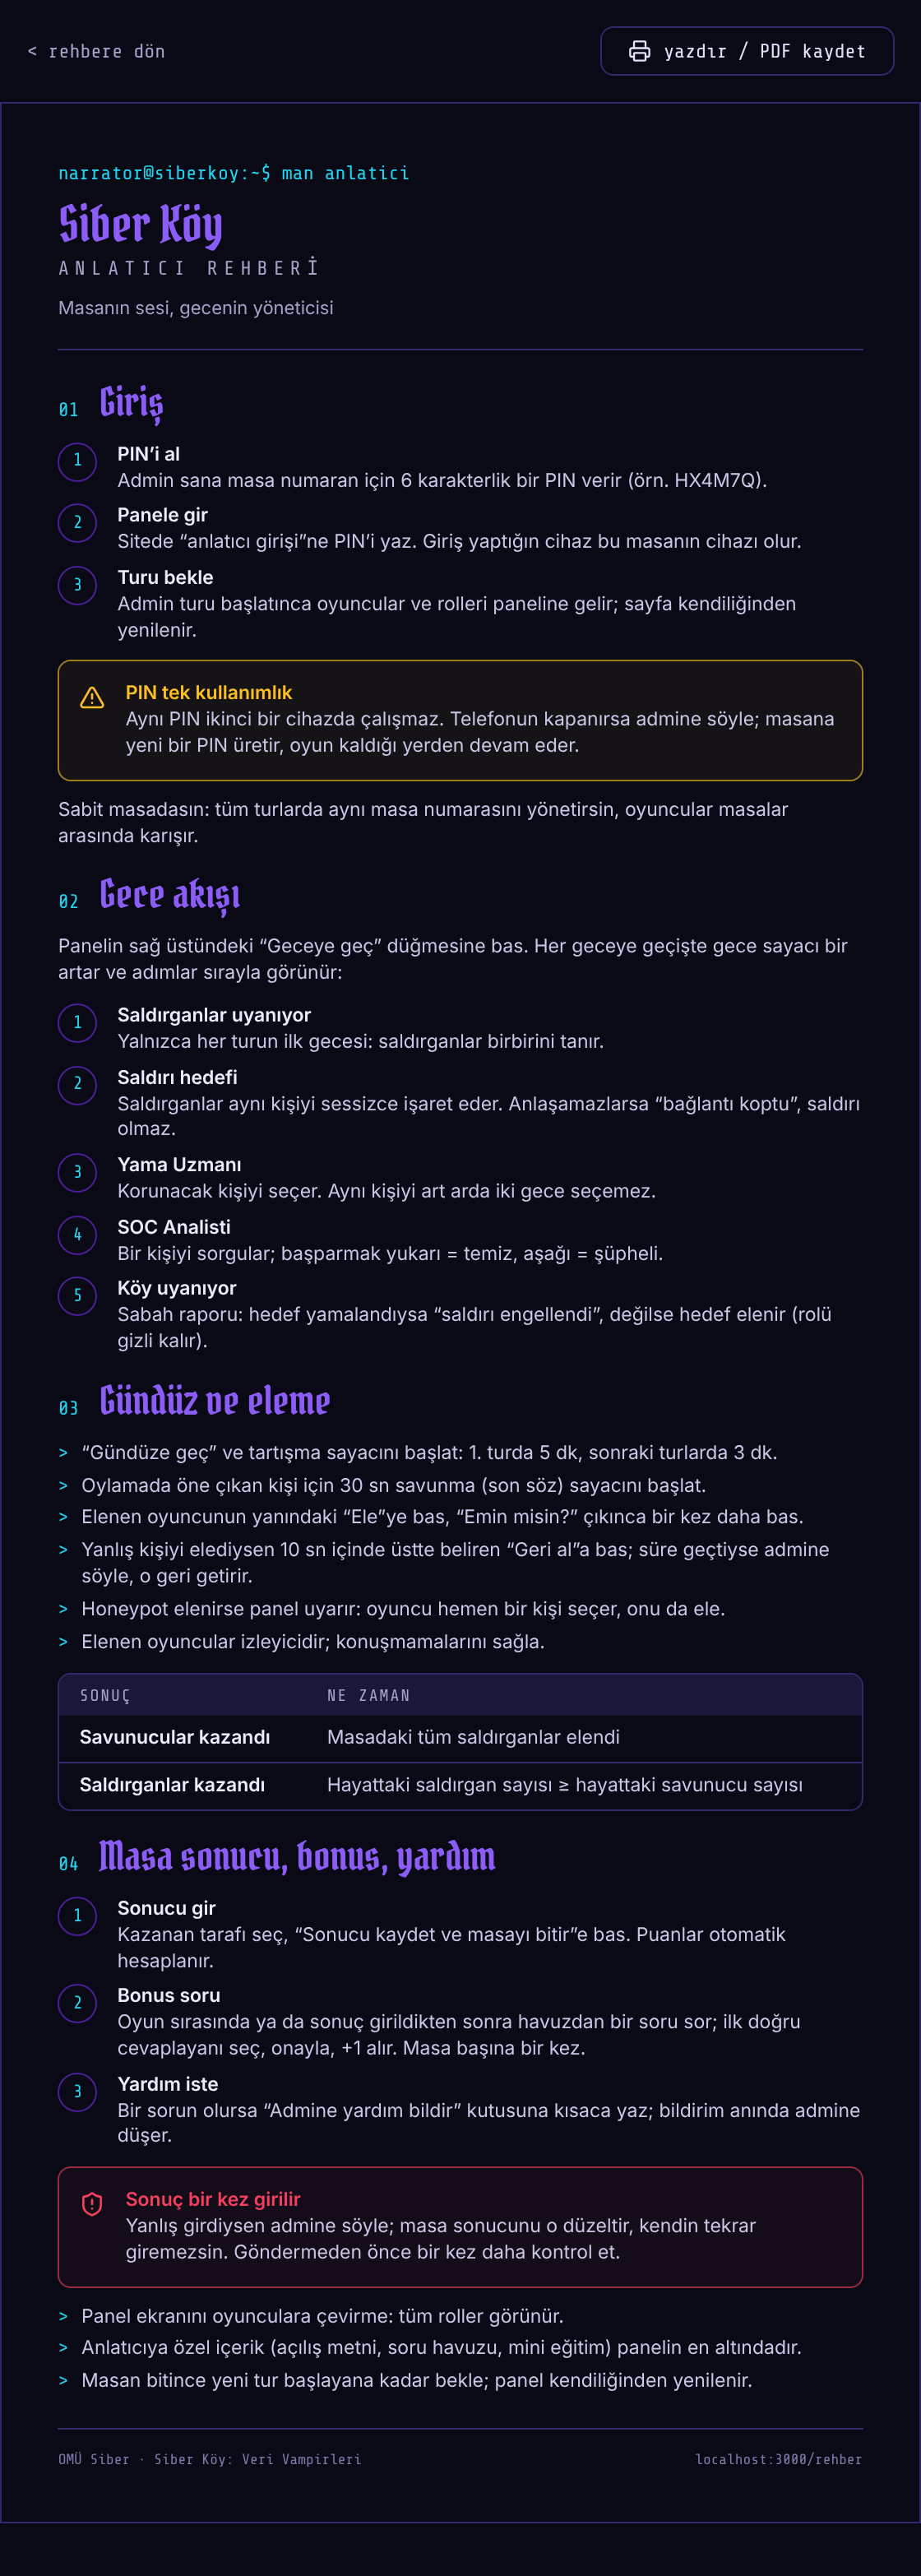 < rehbere dön
yazdır / PDF kaydet
narrator@siberkoy:~$ man anlatici
Siber Köy
ANLATICI REHBERİ
Masanın sesi, gecenin yöneticisi
01 Giriş
1 PIN’i al
Admin sana masa numaran için 6 karakterlik bir PIN verir (örn. HX4M7Q).
2 Panele gir
Sitede “anlatıcı girişi”ne PIN’i yaz. Giriş yaptığın cihaz bu masanın cihazı olur.
3 Turu bekle
Admin turu başlatınca oyuncular ve rolleri paneline gelir; sayfa kendiliğinden
yenilenir.
PIN tek kullanımlık
Aynı PIN ikinci bir cihazda çalışmaz. Telefonun kapanırsa admine söyle; masana
yeni bir PIN üretir, oyun kaldığı yerden devam eder.
Sabit masadasın: tüm turlarda aynı masa numarasını yönetirsin, oyuncular masalar
arasında karışır.
02 Gece akışı
Panelin sağ üstündeki “Geceye geç” düğmesine bas. Her geceye geçişte gece sayacı bir
artar ve adımlar sırayla görünür:
1 Saldırganlar uyanıyor
Yalnızca her turun ilk gecesi: saldırganlar birbirini tanır.
2 Saldırı hedefi
Saldırganlar aynı kişiyi sessizce işaret eder. Anlaşamazlarsa “bağlantı koptu”, saldırı
olmaz.
3 Yama Uzmanı
Korunacak kişiyi seçer. Aynı kişiyi art arda iki gece seçemez.
4 SOC Analisti
Bir kişiyi sorgular; başparmak yukarı = temiz, aşağı = şüpheli.
5 Köy uyanıyor
Sabah raporu: hedef yamalandıysa “saldırı engellendi”, değilse hedef elenir (rolü
gizli kalır).
03 Gündüz ve eleme
> “Gündüze geç” ve tartışma sayacını başlat: 1. turda 5 dk, sonraki turlarda 3 dk.
> Oylamada öne çıkan kişi için 30 sn savunma (son söz) sayacını başlat.
> Elenen oyuncunun yanındaki “Ele”ye bas, “Emin misin?” çıkınca bir kez daha bas.
> Yanlış kişiyi elediysen 10 sn içinde üstte beliren “Geri al”a bas; süre geçtiyse admine
söyle, o geri getirir.
> Honeypot elenirse panel uyarır: oyuncu hemen bir kişi seçer, onu da ele.
> Elenen oyuncular izleyicidir; konuşmamalarını sağla.
SONUÇ NE ZAMAN
Savunucular kazandı Masadaki tüm saldırganlar elendi
Saldırganlar kazandı Hayattaki saldırgan sayısı ≥ hayattaki savunucu sayısı
04 Masa sonucu, bonus, yardım
1 Sonucu gir
Kazanan tarafı seç, “Sonucu kaydet ve masayı bitir”e bas. Puanlar otomatik
hesaplanır.
2 Bonus soru
Oyun sırasında ya da sonuç girildikten sonra havuzdan bir soru sor; ilk doğru
cevaplayanı seç, onayla, +1 alır. Masa başına bir kez.
3 Yardım iste
Bir sorun olursa “Admine yardım bildir” kutusuna kısaca yaz; bildirim anında admine
düşer.
Sonuç bir kez girilir
Yanlış girdiysen admine söyle; masa sonucunu o düzeltir, kendin tekrar
giremezsin. Göndermeden önce bir kez daha kontrol et.
> Panel ekranını oyunculara çevirme: tüm roller görünür.
> Anlatıcıya özel içerik (açılış metni, soru havuzu, mini eğitim) panelin en altındadır.
> Masan bitince yeni tur başlayana kadar bekle; panel kendiliğinden yenilenir.
OMÜ Siber · Siber Köy: Veri Vampirleri
localhost:3000/rehber